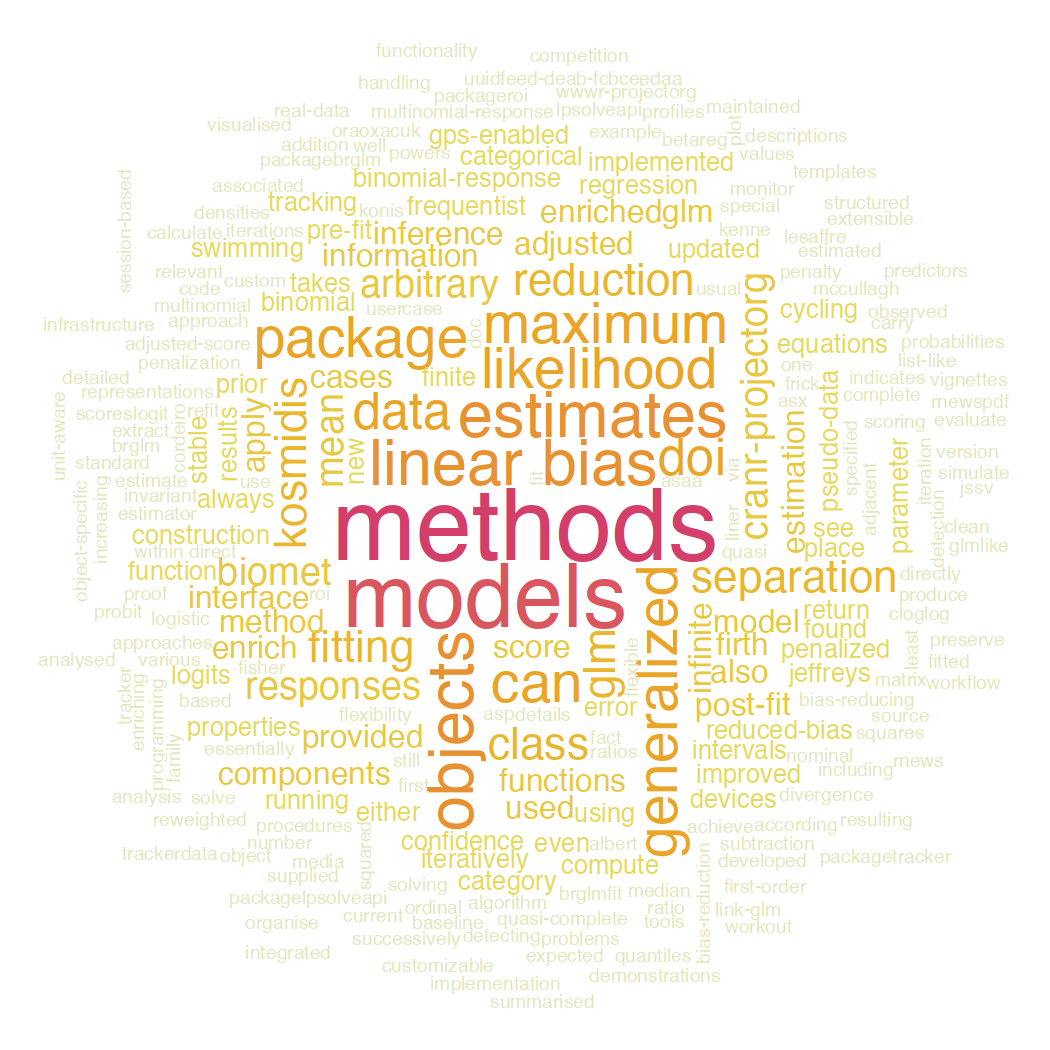 functionality
competition
handling
uuidfeed-deab-fcbceedaa
wwwr-projectorg
packageroi
real-data
multinomial-response
lpsolveapi
profiles
maintained
visualised
oraoxacuk
gps-enabled
example
betareg
plot
descriptions
addition
well
packagebrglm
powers
categorical
implemented
values
templates
associated
binomial-response
regression
monitor
session-based
tracking
konis
frequentist
enrichedglm
special
structured
extensible
densities
calculate
iterations
pre-fit
inference
adjusted
updated
kenne
lesaffre
estimated
swimming
information
relevant
code
custom
takes
arbitrary
reduction
usual
penalty
mccullagh
predictors
multinomial
binomial
usercase
cycling
observed
carry
infrastructure
approach
adjusted-score
penalization
package
doc
maximum
likelihood
cranr-projectorg
equations
probabilities
list-like
one
detailed
representations
prior
cases
finite
frick
indicates
vignettes
complete
rnewspdf
asx
scoreslogit
refit
cordeiro
results
apply
kosmidis
mean
data
estimates
estimation
pseudo-data
specified
scoring
evaluate
unit-aware
extract
brglm
stable
new
linear
bias
doi
via
see
adjacent
parameter
iteration
version
standard
estimate
use
fit
asaa
simulate
jssv
invariant
always
estimator
methods
liner
detection
clean
object-specific
increasing
construction
place
glmlike
within
direct
quasi
function
biomet
models
generalized
separation
directly
proof
interface
roi
produce
probit
logistic
method
infinite
model
return
cloglog
approaches
enrich
fitting
objects
score
glm
flexible
firth
found
penalized
least
preserve
analysed
various
logits
fisher
can
also
jeffreys
matrix
fitted
workflow
tracker
enriching
programming
family
based
responses
error
post-fit
bias-reducing
source
flexibility
aspdetails
properties
provided
class
fact
ratios
reduced-bias
squares
essentially
still
intervals
nominal
including
rnews
components
first
functions
improved
analysis
solve
running
either
used
using
devices
divergence
reweighted
procedures
achieve
according
resulting
number
confidence
even
albert
subtraction
trackerdata
object
media
squared
iteratively
compute
developed
packagetracker
supplied
solving
category
brglmfit
median
bias-reduction
first-order
packagelpsolveapi
current
ordinal
algorithm
ratio
link-glm
organise
baseline
quasi-complete
tools
workout
successively
detecting
problems
integrated
expected
quantiles
customizable
demonstrations
implementation
summarised